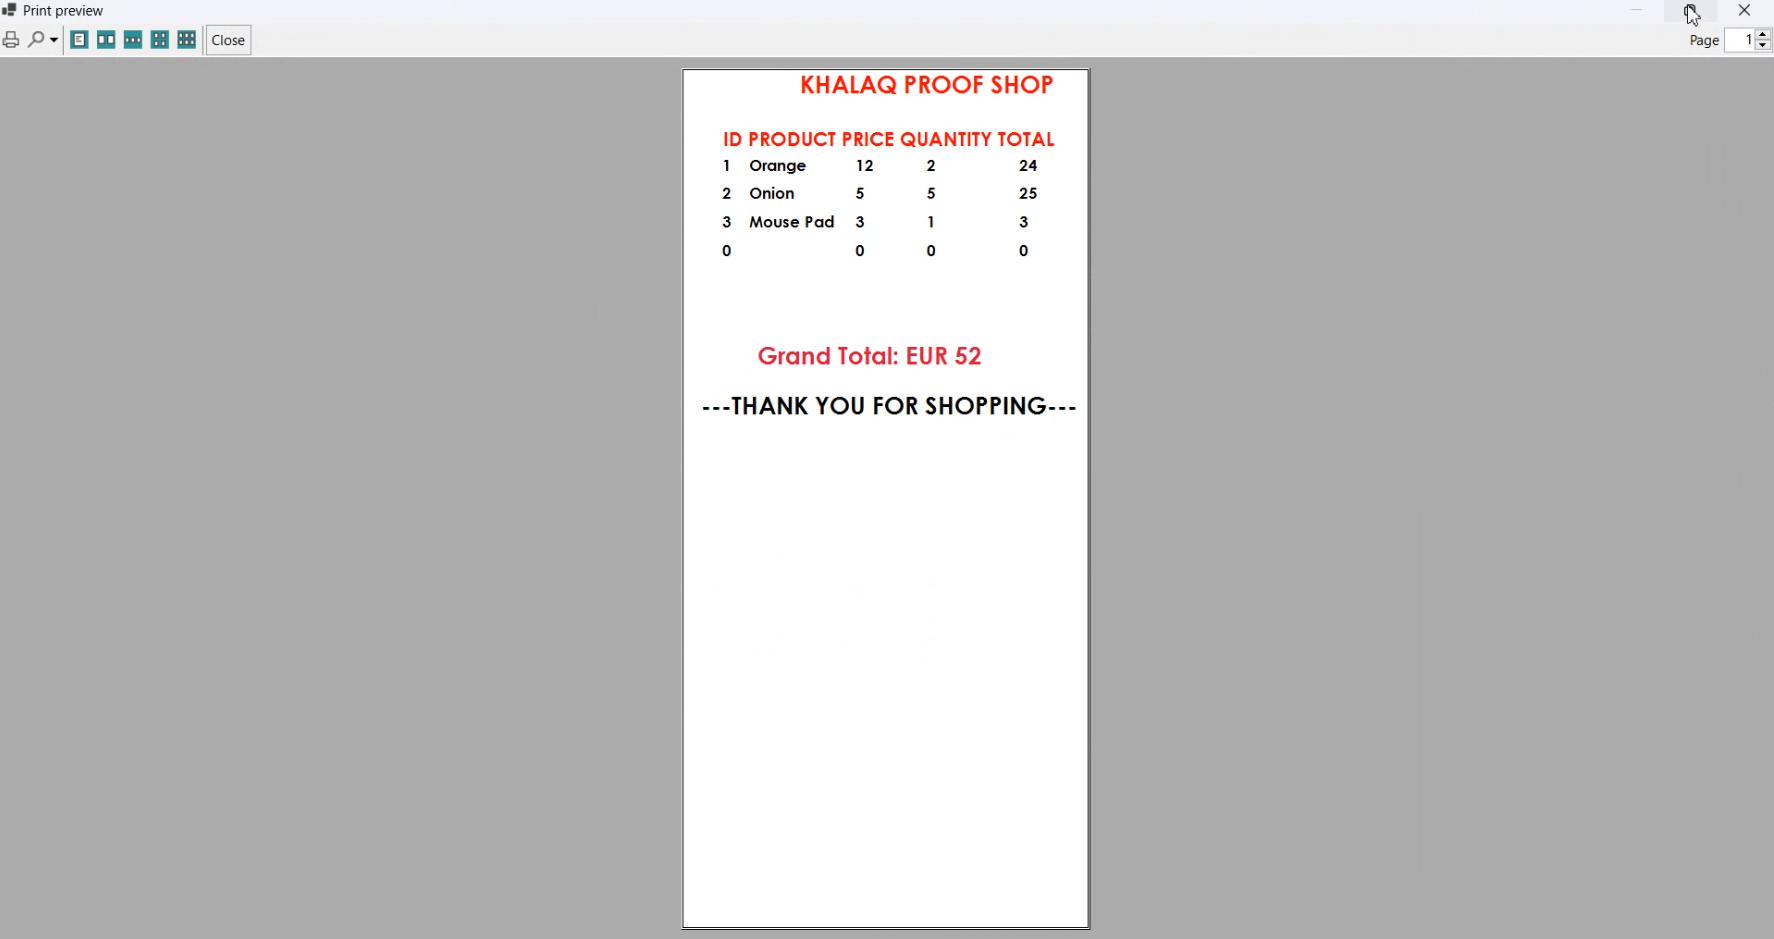 Print preview
Close
Page 1
KHALAQ PROOF SHOP
ID PRODUCT PRICE QUANTITY TOTAL
1 Orange 12 2 24
2 Onion 5 5 25
3 Mouse Pad 3 1 3
0 0 0 0
Grand Total: EUR 52
---THANK YOU FOR SHOPPING---